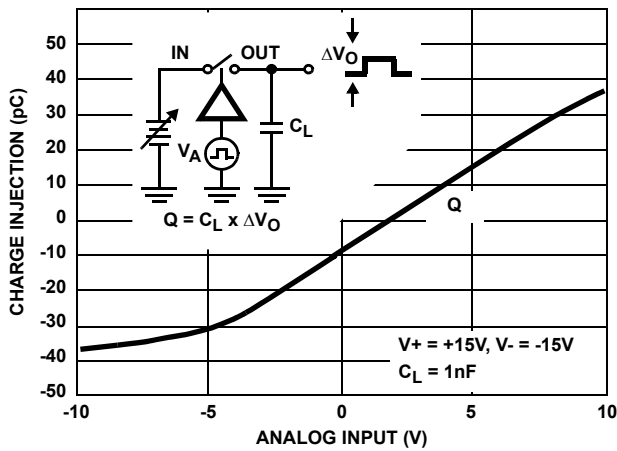 CHARGE INJECTION (pC)
50
40
30
20
10
0
-10
-20
-30
-40
-50
IN
OUT
ΔVO
CL
VA
Q = CL x ΔVO
Q
V+ = +15V, V- = -15V
CL = 1nF
-10
-5
0
5
10
ANALOG INPUT (V)